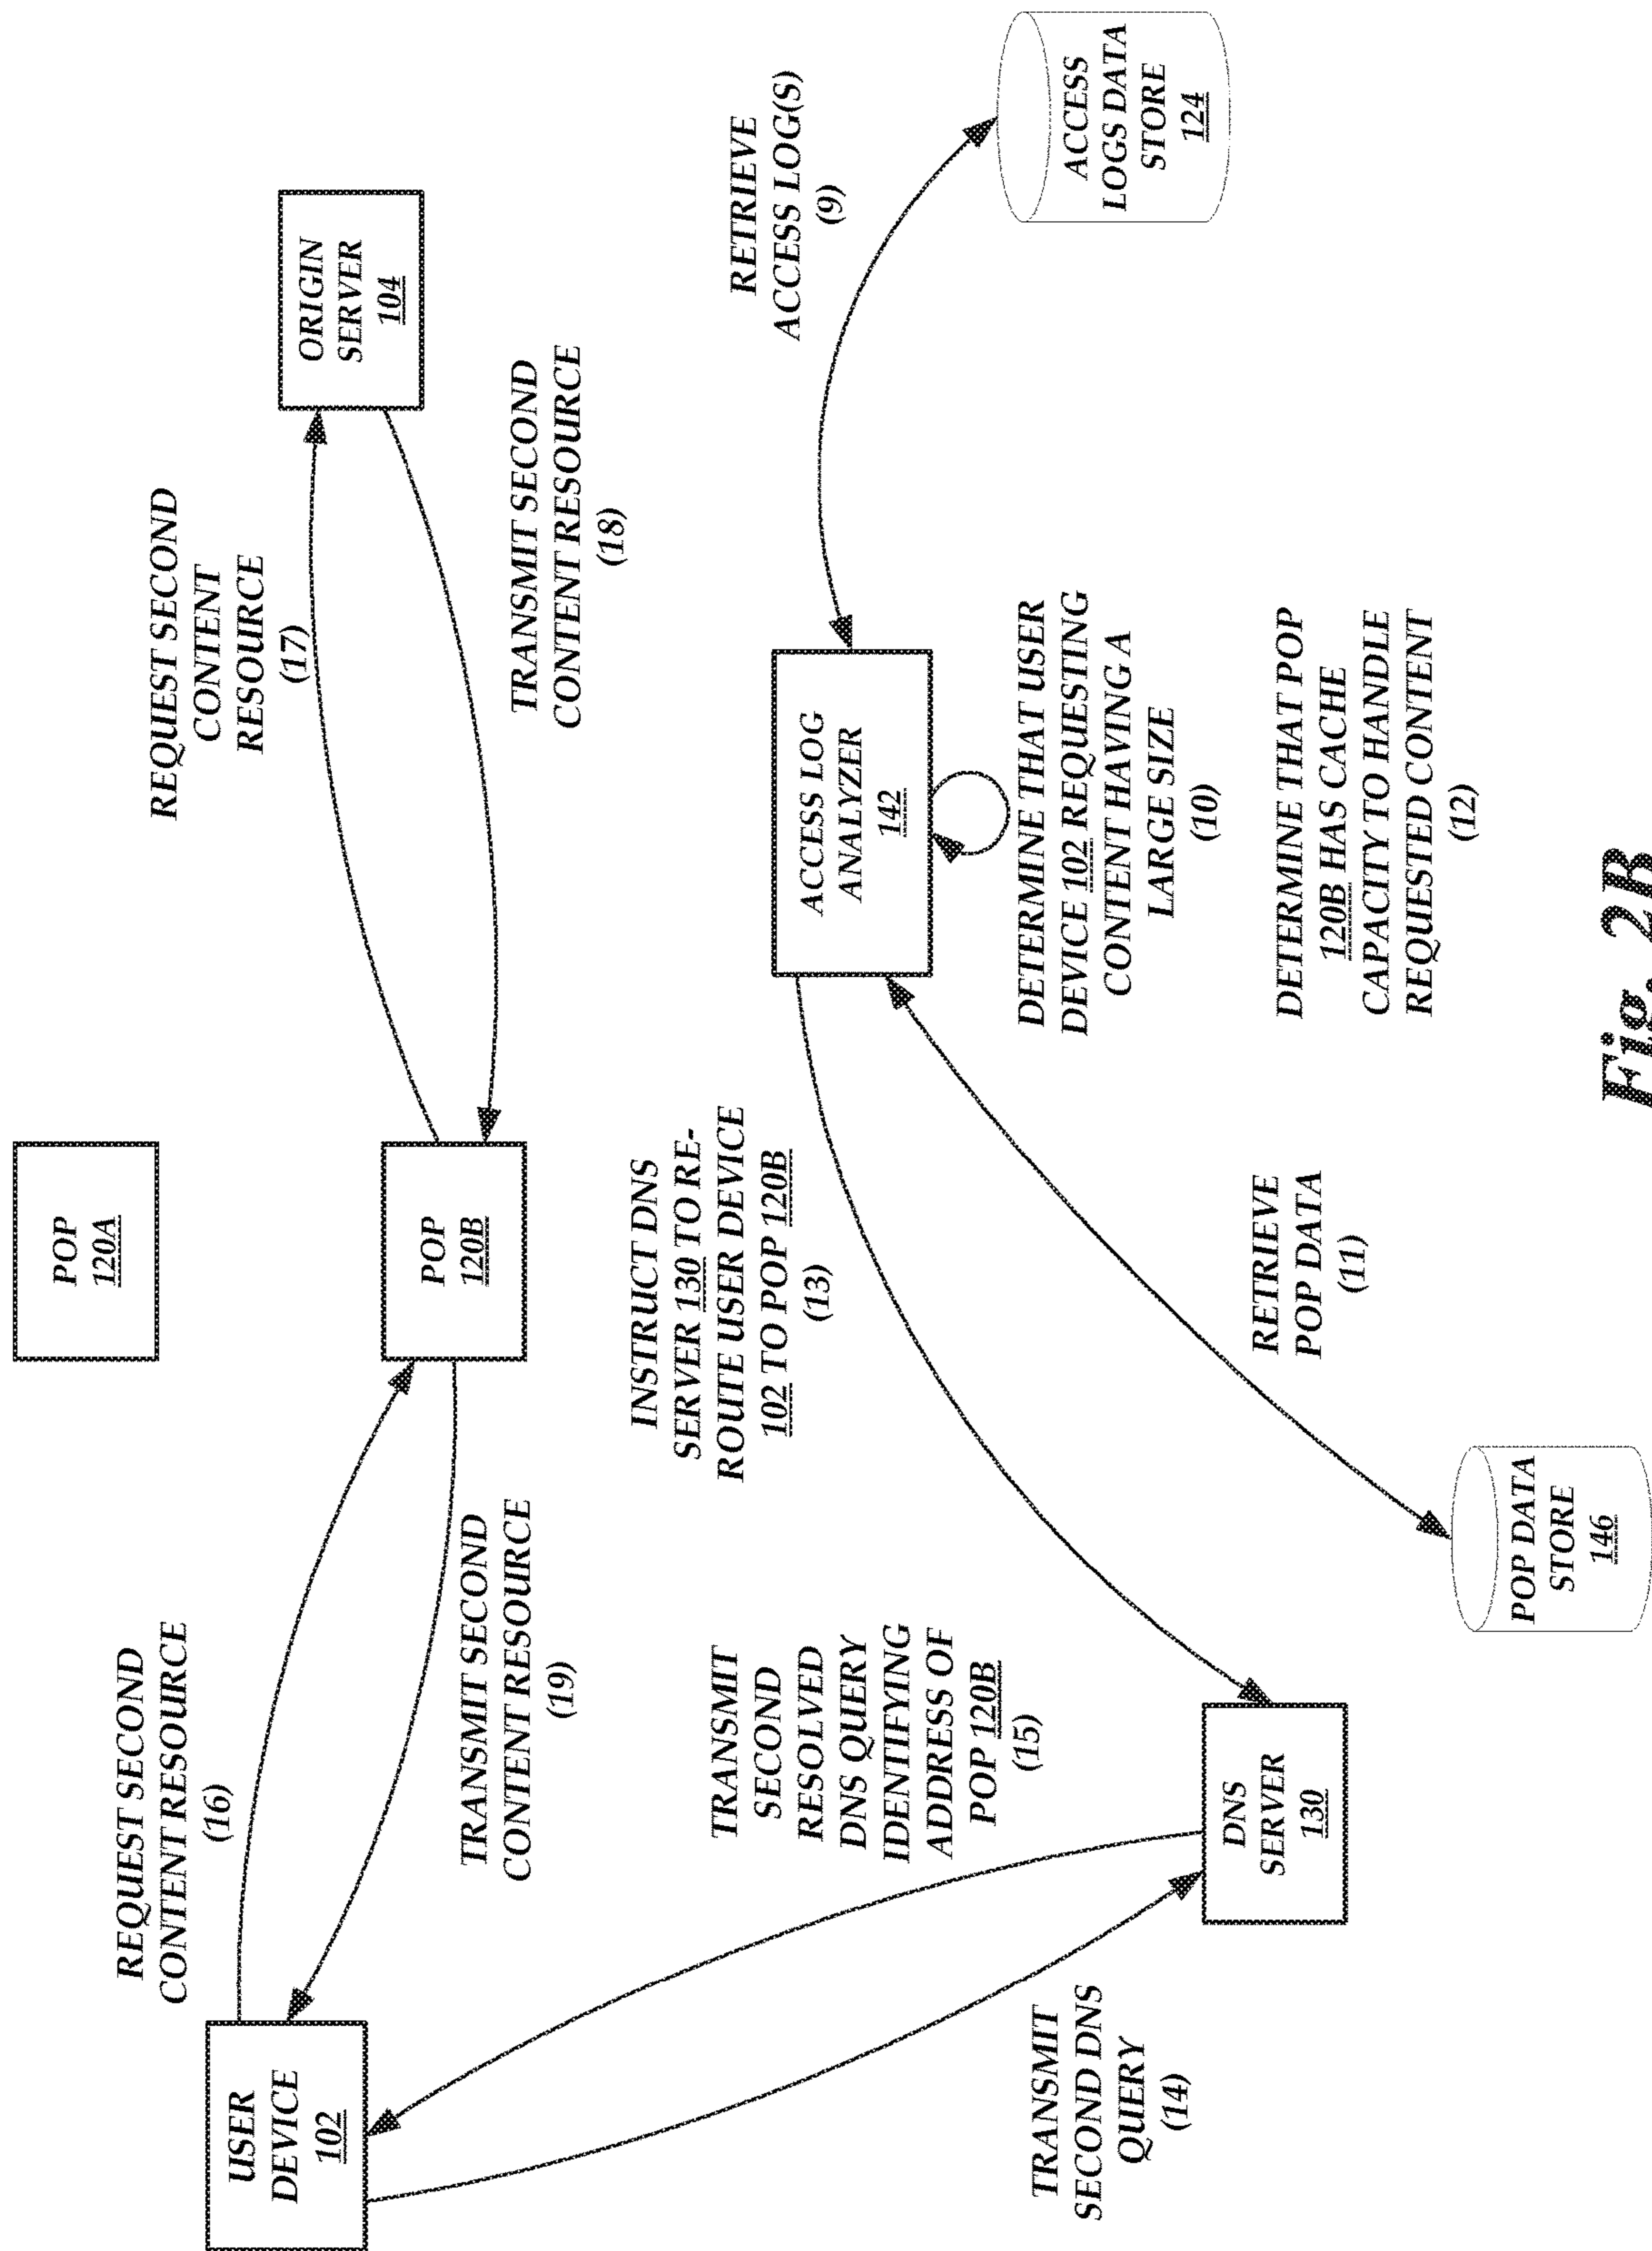 POP
120A
REQUEST SECOND
CONTENT RESOURCE
(16)
REQUEST SECOND
CONTENT
RESOURCE
(17)
USER
DEVICE
102
POP
120B
ORIGIN
SERVER
104
TRANSMIT SECOND
CONTENT RESOURCE
(19)
TRANSMIT SECOND
CONTENT RESOURCE
(18)
TRANSMIT
SECOND
RESOLVED
DNS QUERY
IDENTIFYING
ADDRESS OF
POP 120B
(15)
INSTRUCT DNS
SERVER 130 TO RE-
ROUTE USER DEVICE
102 TO POP 120B
(13)
ACCESS LOG
ANALYZER
142
RETRIEVE
ACCESS LOG(S)
(9)
TRANSMIT
SECOND DNS
QUERY
(14)
DNS
SERVER
130
DETERMINE THAT USER
DEVICE 102 REQUESTING
CONTENT HAVING A
LARGE SIZE
(10)
ACCESS
LOGS DATA
STORE
124
RETRIEVE
POP DATA
(11)
DETERMINE THAT POP
120B HAS CACHE
CAPACITY TO HANDLE
REQUESTED CONTENT
(12)
POP DATA
STORE
146
Fig. 2B